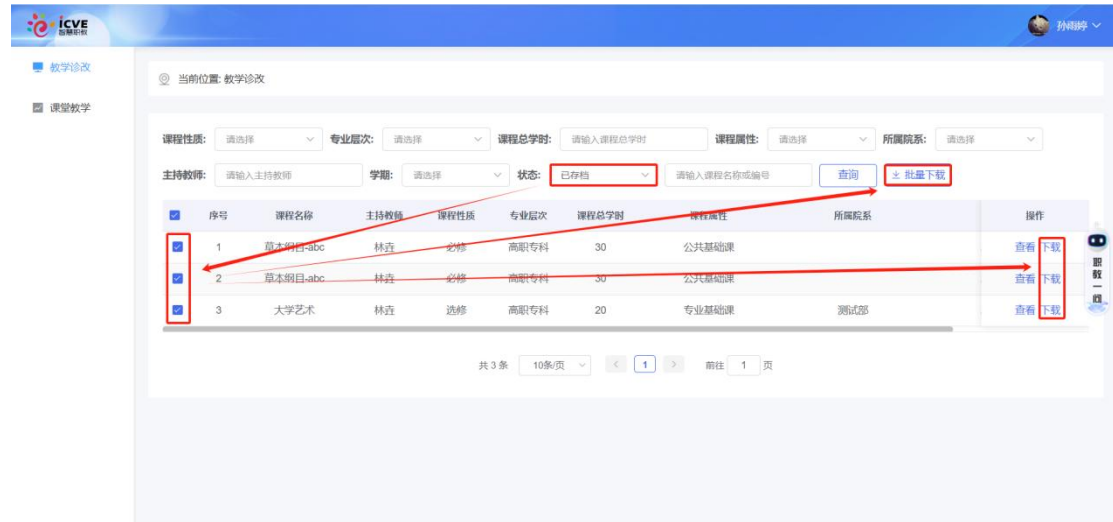 icve
智慧职教
孙雨婷
教学诊改
课堂教学
当前位置: 教学诊改
课程性质: 请选择 专业层次: 请选择 课程总学时: 请输入课程总学时 课程属性: 请选择 所属院系: 请选择
主持教师: 请输入主持教师 学期: 请选择 状态: 已存档 请输入课程名称或编号 查询 批量下载
序号 课程名称 主持教师 课程性质 专业层次 课程总学时 课程属性 所属院系 操作
1 草本纲目-abc 林垚 必修 高职专科 30 公共基础课 查看 下载
2 草本纲目-abc 林垚 必修 高职专科 30 公共基础课 查看 下载
3 大学艺术 林垚 选修 高职专科 20 专业基础课 测试部 查看 下载
共 3 条 10条/页 1 前往 1 页
职教一问